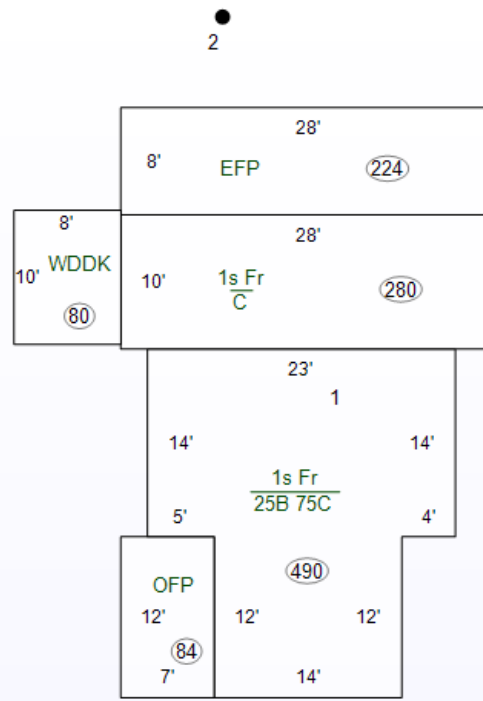 2
28'
8' EFP 224
8' 28'
10' WDDK 10' 1s Fr 280
C
80
23'
1
14' 14'
1s Fr
25B 75C
5' 4'
490
OFP
12' 12' 12'
84
7' 14'